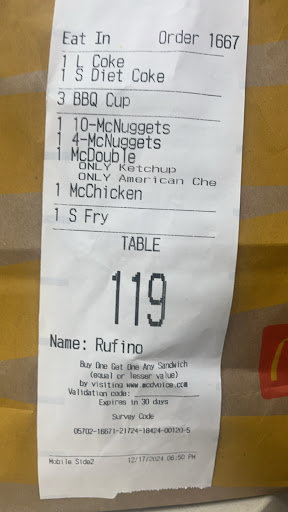 Eat In Order 1667
1 L Coke
1 S Diet Coke
3 BBQ Cup
1 10-McNuggets
1 4-McNuggets
1 McDouble
ONLY Ketchup
ONLY American Che
1 McChicken
1 S Fry
TABLE
119
Name: Rufino
Buy One Get One Any Sandwich
(equal or lesser value)
by visiting www.mcdvoice.com
Validation code:
Expires in 30 days
Survey Code
05702-16671-21724-18424-00120-5
Mobile Side2 12/17/2024 06:50 PM